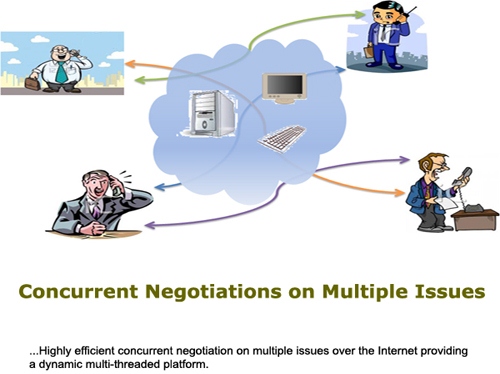 Concurrent Negotiations on Multiple Issues
...Highly efficient concurrent negotiation on multiple issues over the Internet providing
a dynamic multi-threaded platform.